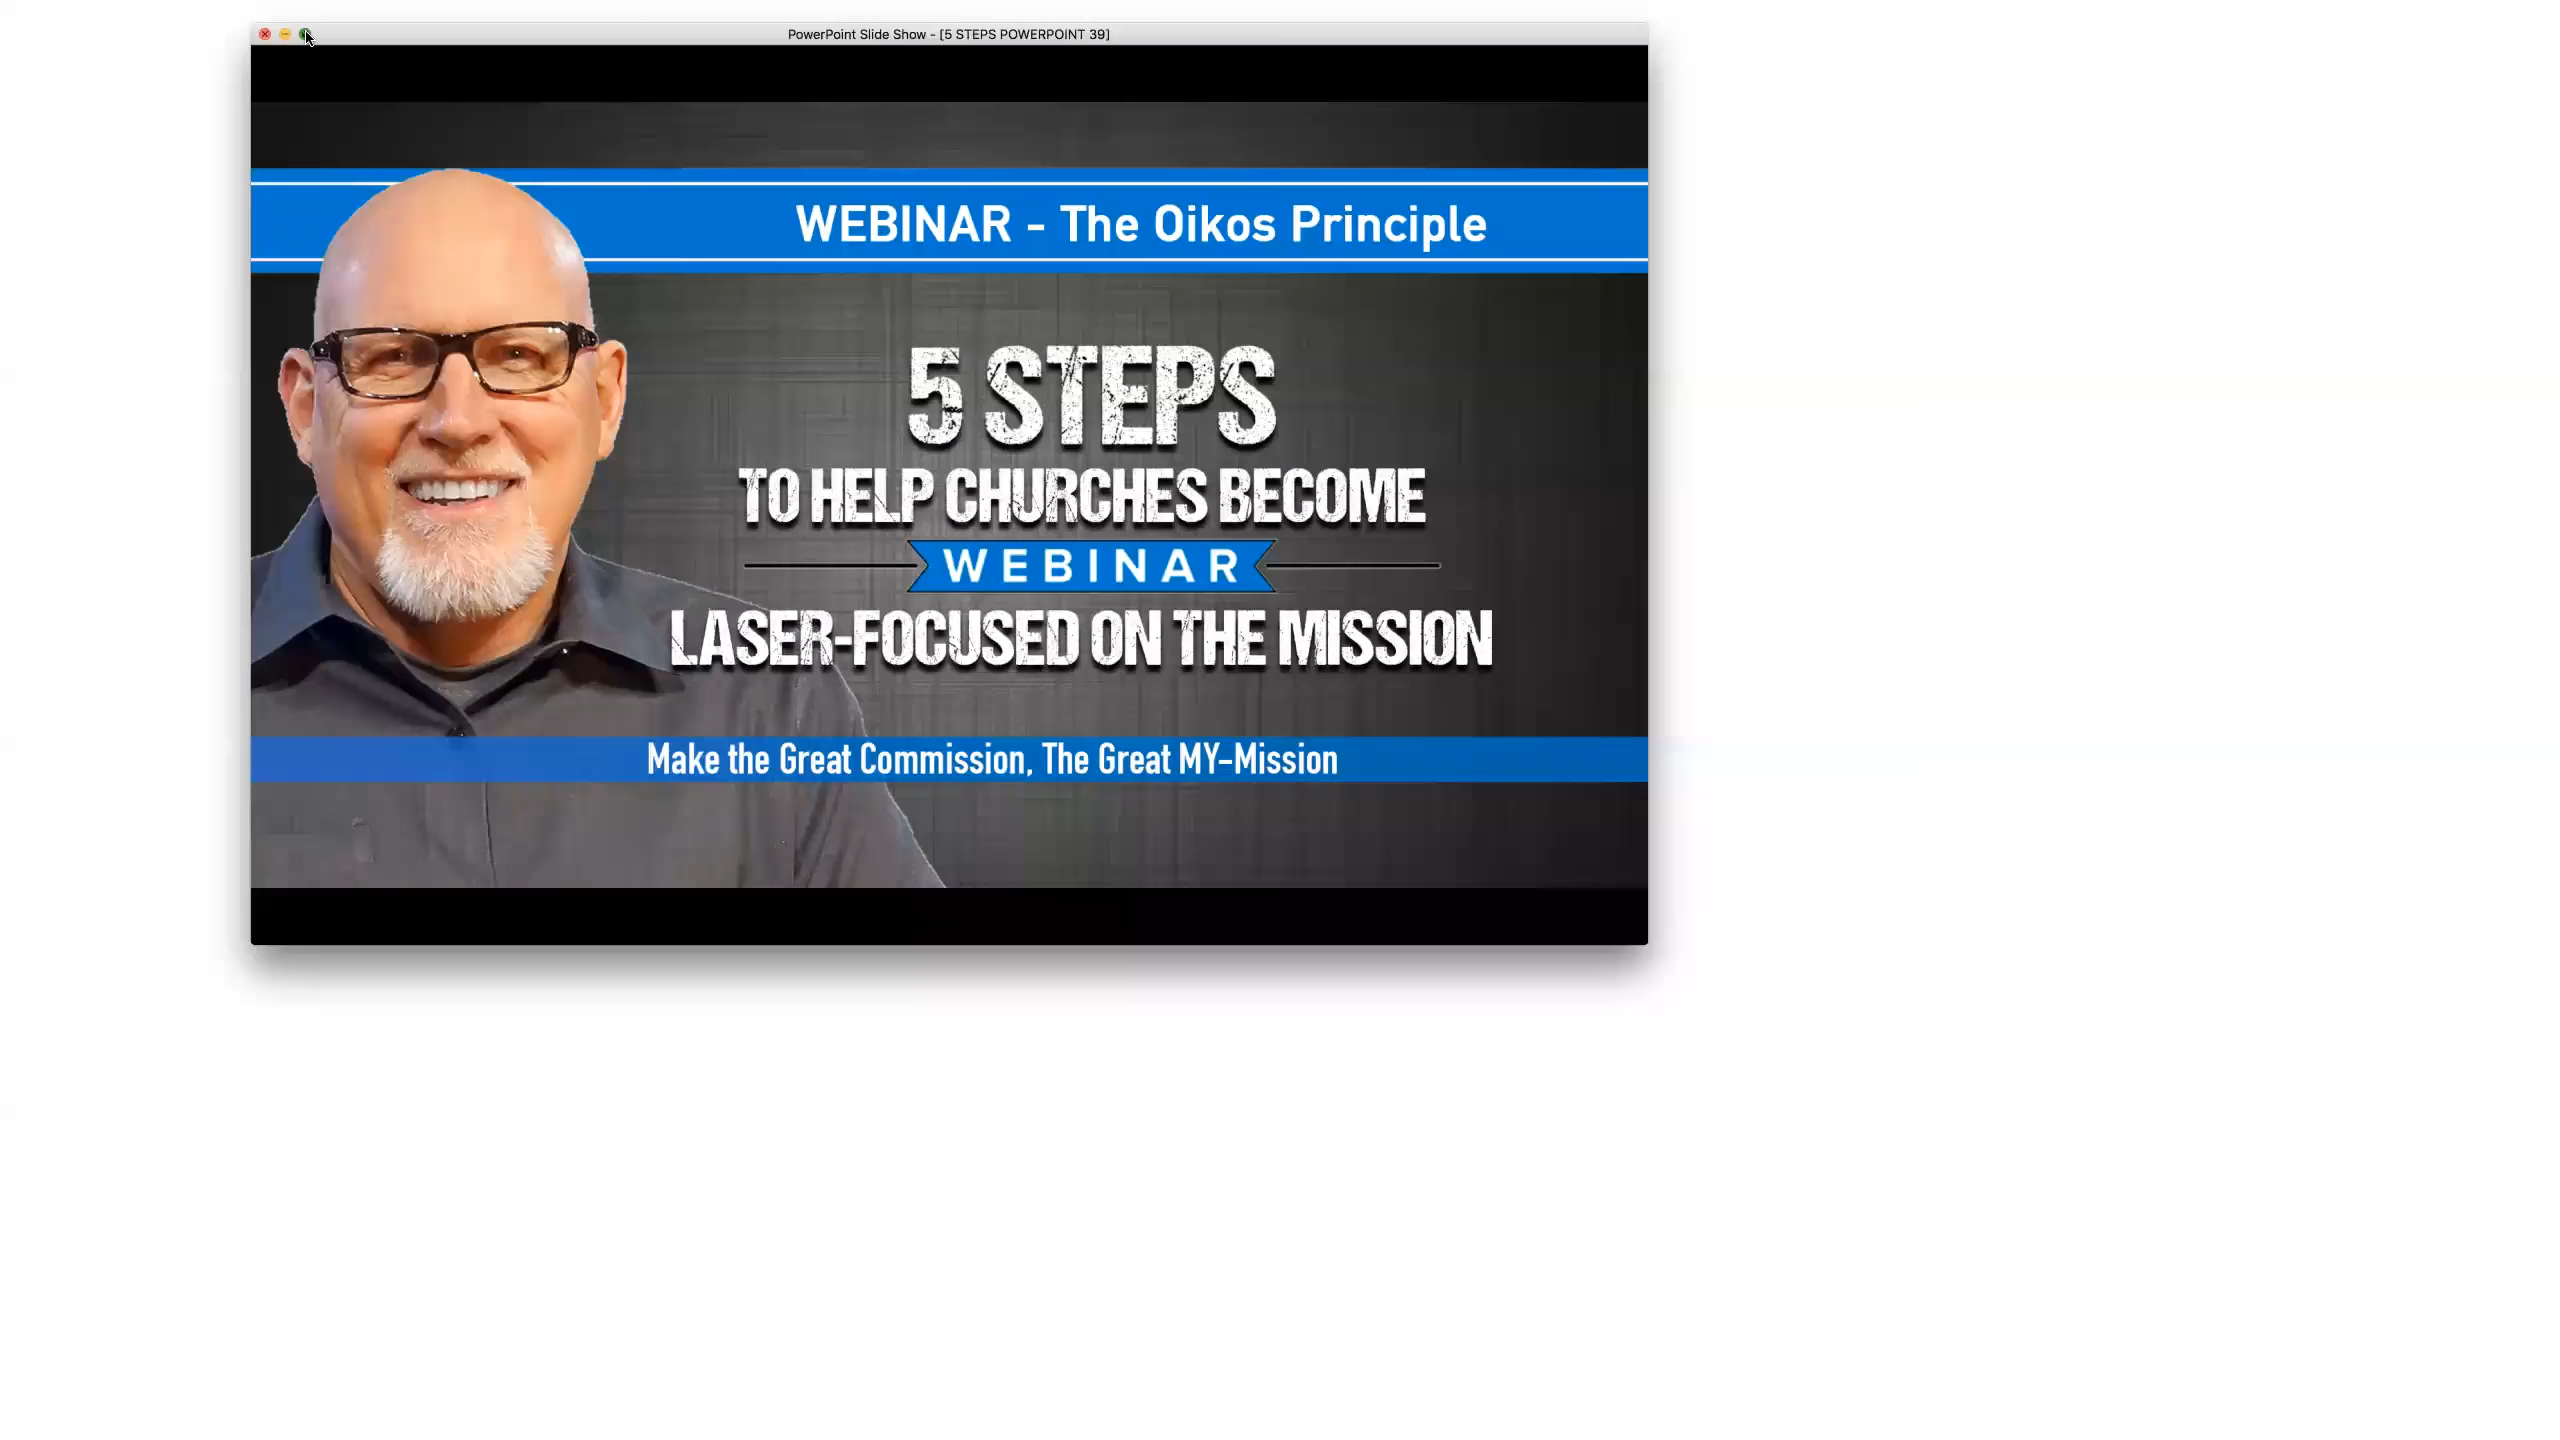 PowerPoint Slide Show - [5 STEPS POWERPOINT 39]
WEBINAR - The Oikos Principle
5 STEPS
TO HELP CHURCHES BECOME
WEBINAR
LASER-FOCUSED ON THE MISSION
Make the Great Commission, The Great MY-Mission